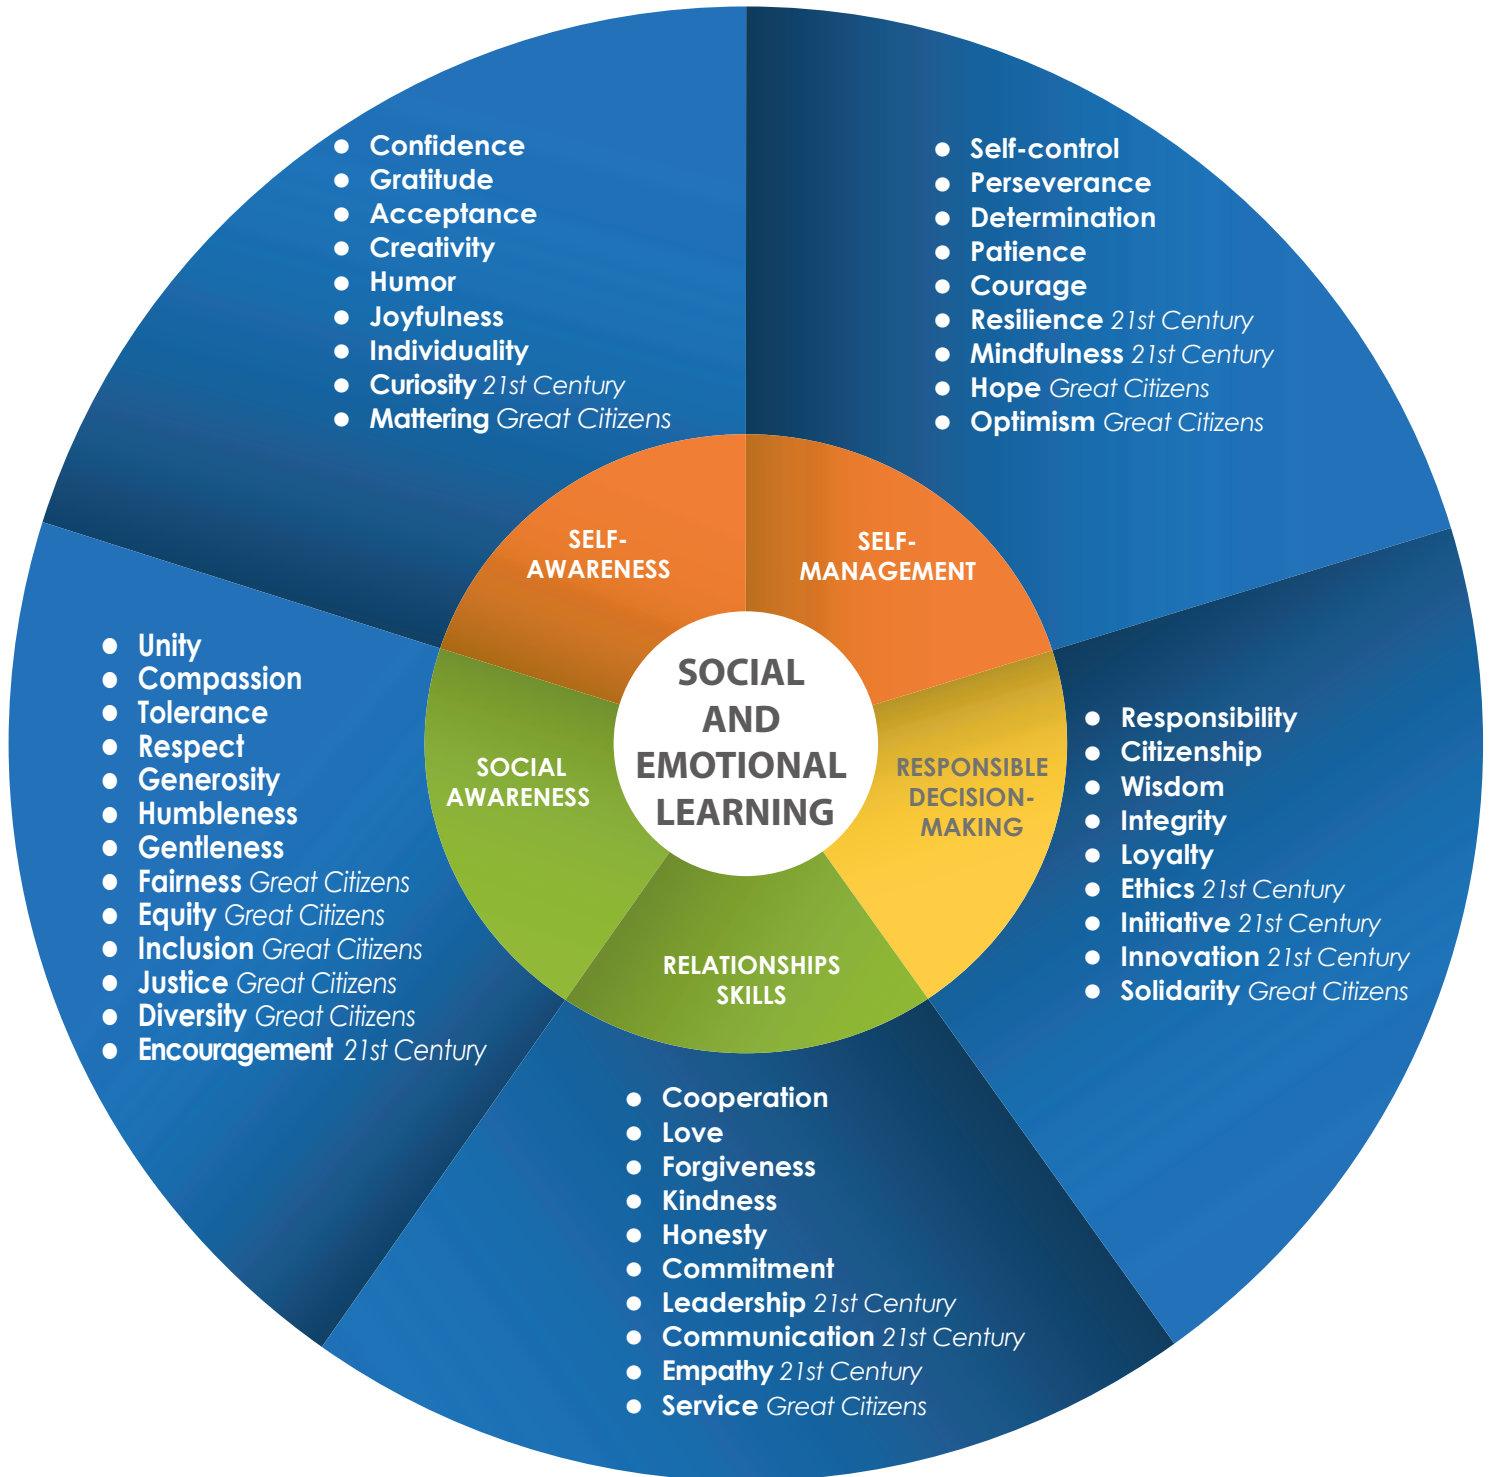 ● Confidence
● Gratitude
● Acceptance
● Creativity
● Humor
● Joyfulness
● Individuality
● Curiosity 21st Century
● Mattering Great Citizens
● Self-control
● Perseverance
● Determination
● Patience
● Courage
● Resilience 21st Century
● Mindfulness 21st Century
● Hope Great Citizens
● Optimism Great Citizens
SELF-
AWARENESS
SELF-
MANAGEMENT
SOCIAL
AND
EMOTIONAL
LEARNING
● Unity
● Compassion
● Tolerance
● Respect
● Generosity
● Humbleness
● Gentleness
● Fairness Great Citizens
● Equity Great Citizens
● Inclusion Great Citizens
● Justice Great Citizens
● Diversity Great Citizens
● Encouragement 21st Century
SOCIAL
AWARENESS
RESPONSIBLE
DECISION-
MAKING
● Responsibility
● Citizenship
● Wisdom
● Integrity
● Loyalty
● Ethics 21st Century
● Initiative 21st Century
● Innovation 21st Century
● Solidarity Great Citizens
RELATIONSHIPS
SKILLS
● Cooperation
● Love
● Forgiveness
● Kindness
● Honesty
● Commitment
● Leadership 21st Century
● Communication 21st Century
● Empathy 21st Century
● Service Great Citizens